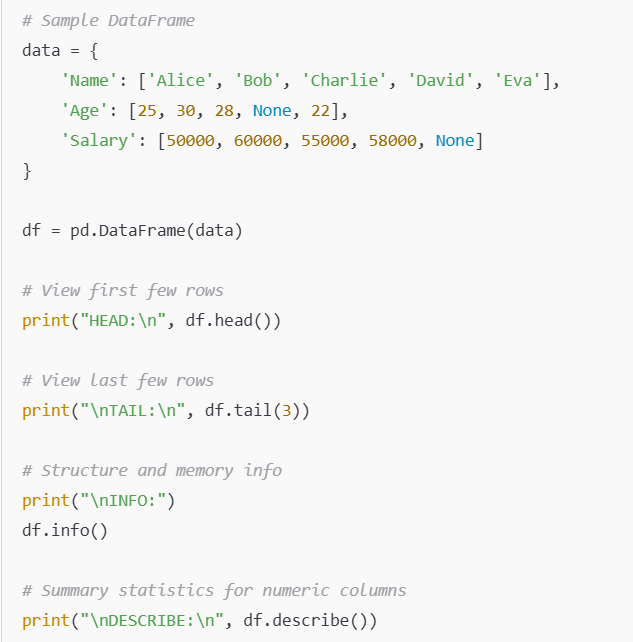 # Sample DataFrame
data = {
    'Name': ['Alice', 'Bob', 'Charlie', 'David', 'Eva'],
    'Age': [25, 30, 28, None, 22],
    'Salary': [50000, 60000, 55000, 58000, None]
}
df = pd.DataFrame(data)
# View first few rows
print("HEAD:\n", df.head())
# View last few rows
print("\nTAIL:\n", df.tail(3))
# Structure and memory info
print("\nINFO:")
df.info()
# Summary statistics for numeric columns
print("\nDESCRIBE:\n", df.describe())